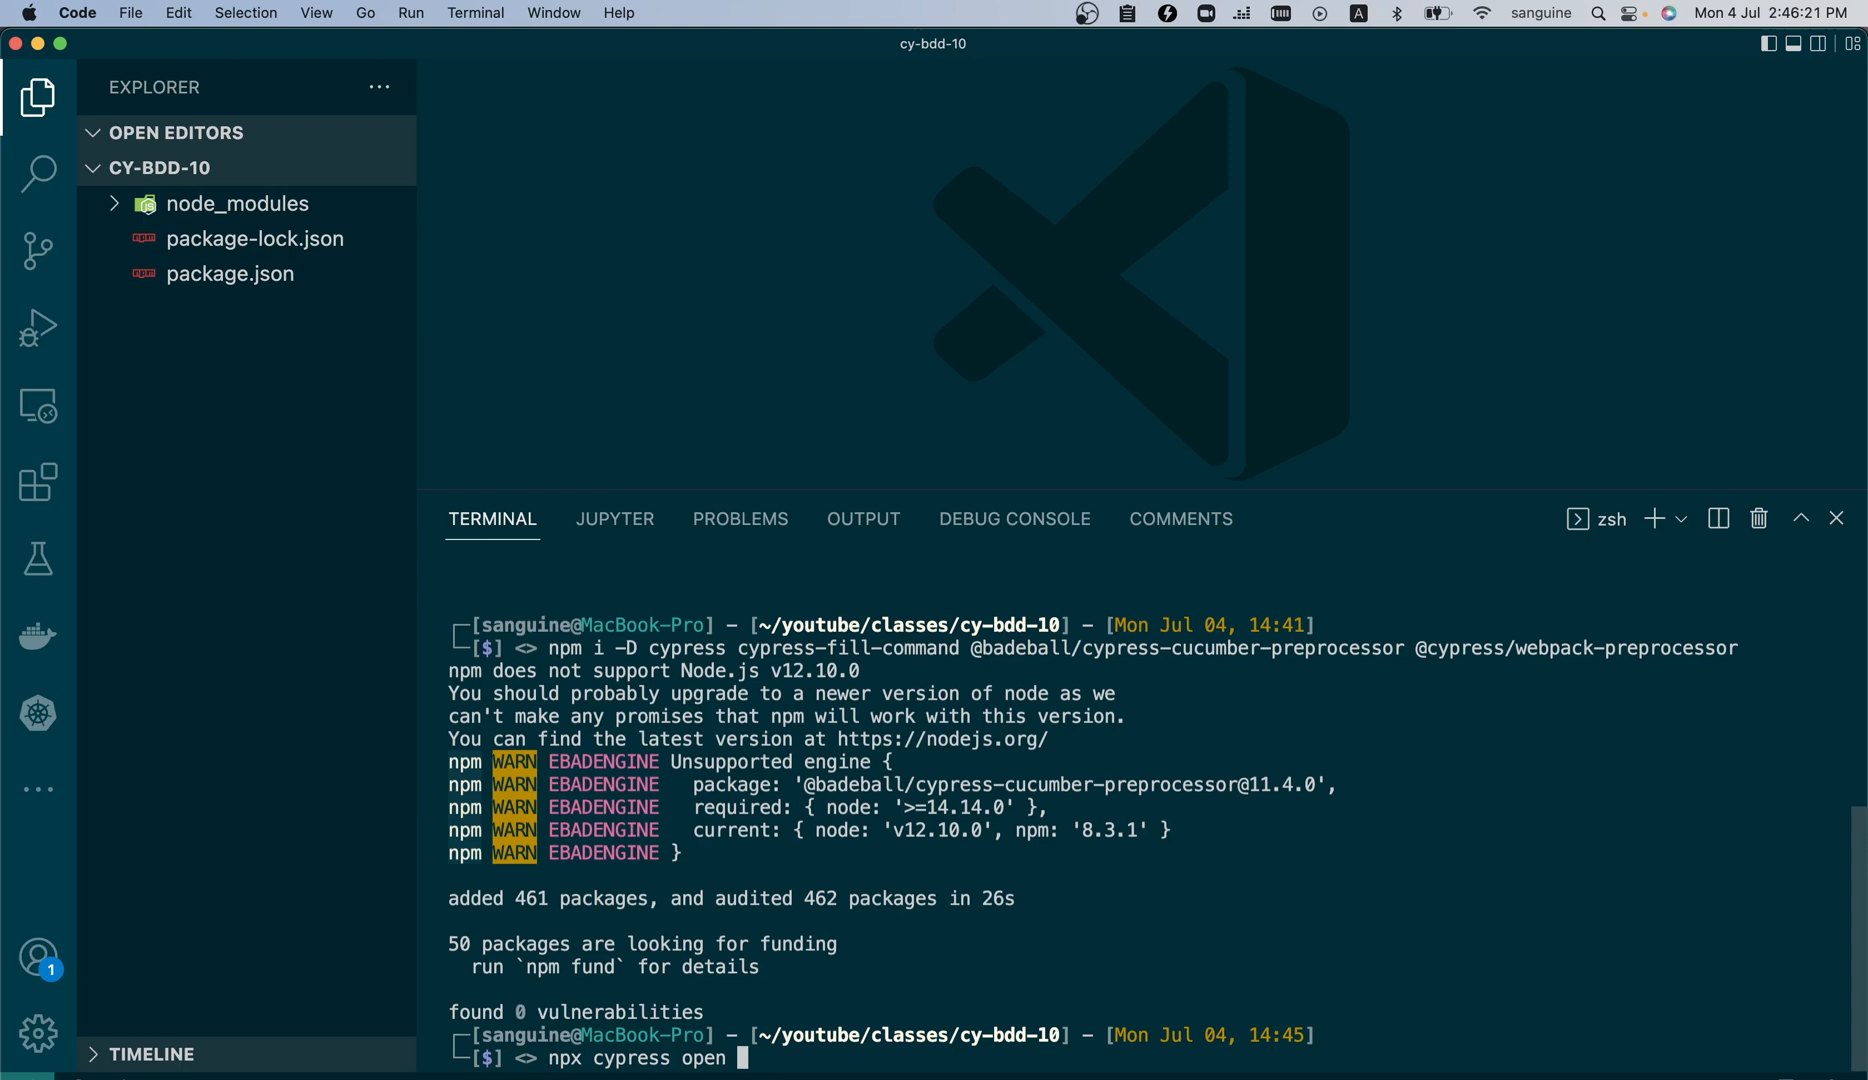 Code File Edit Selection View Go Run Terminal Window Help A sanguine Mon 4 Jul 2:46:21 PM
cy-bdd-10
EXPLORER
OPEN EDITORS
CY-BDD-10
node_modules
package-lock.json
package.json
TERMINAL JUPYTER PROBLEMS OUTPUT DEBUG CONSOLE COMMENTS zsh
[sanguine@MacBook-Pro] - [~/youtube/classes/cy-bdd-10] - [Mon Jul 04, 14:41]
[$] <> npm i -D cypress cypress-fill-command @badeball/cypress-cucumber-preprocessor @cypress/webpack-preprocessor
npm does not support Node.js v12.10.0
You should probably upgrade to a newer version of node as we
can't make any promises that npm will work with this version.
You can find the latest version at https://nodejs.org/
npm WARN EBADENGINE Unsupported engine {
npm WARN EBADENGINE   package: '@badeball/cypress-cucumber-preprocessor@11.4.0',
npm WARN EBADENGINE   required: { node: '>=14.14.0' },
npm WARN EBADENGINE   current: { node: 'v12.10.0', npm: '8.3.1' }
npm WARN EBADENGINE }
added 461 packages, and audited 462 packages in 26s
50 packages are looking for funding
run `npm fund` for details
found 0 vulnerabilities
[sanguine@MacBook-Pro] - [~/youtube/classes/cy-bdd-10] - [Mon Jul 04, 14:45]
[$] <> npx cypress open
1
TIMELINE